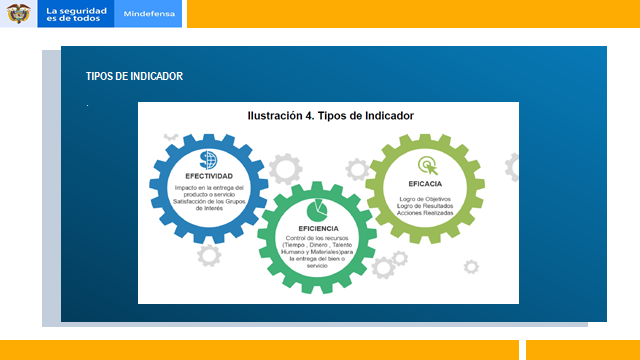 La seguridad
es de todos
Mindefensa
TIPOS DE INDICADOR
.
Ilustración 4. Tipos de Indicador
EFECTIVIDAD
Impacto en la entrega del
producto o servicio
Satisfacción de los Grupos
de Interés
EFICIENCIA
Control de los recursos
(Tiempo , Dinero , Talento
Humano y Materiales)para
la entrega del bien o
servicio
EFICACIA
Logro de Objetivos
Logro de Resultados
Acciones Realizadas